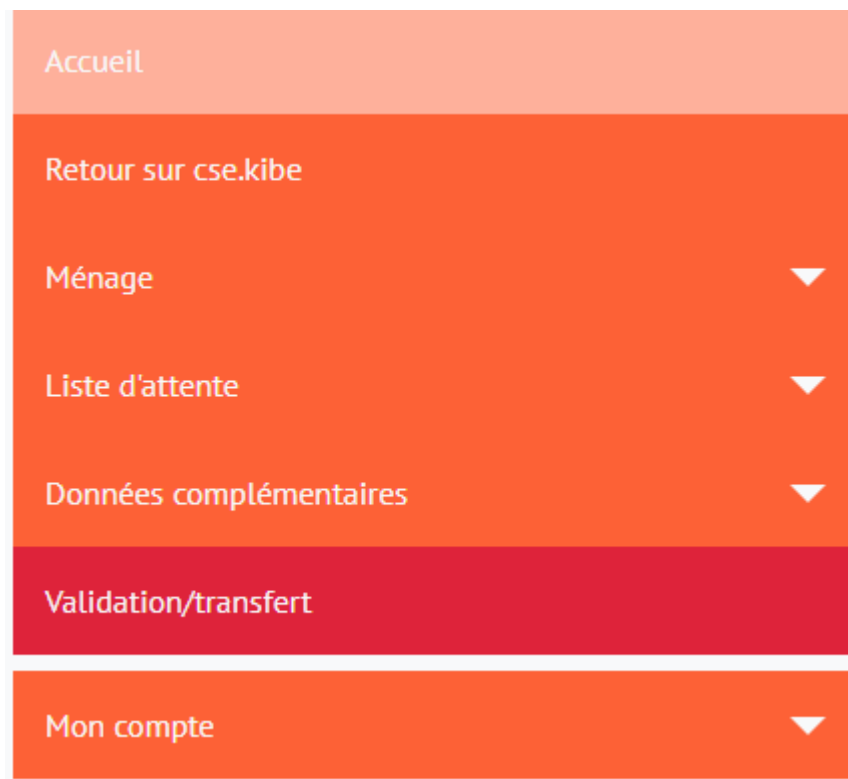 Accueil
Retour sur cse.kibe
Ménage
Liste d'attente
Données complémentaires
Validation/transfert
Mon compte